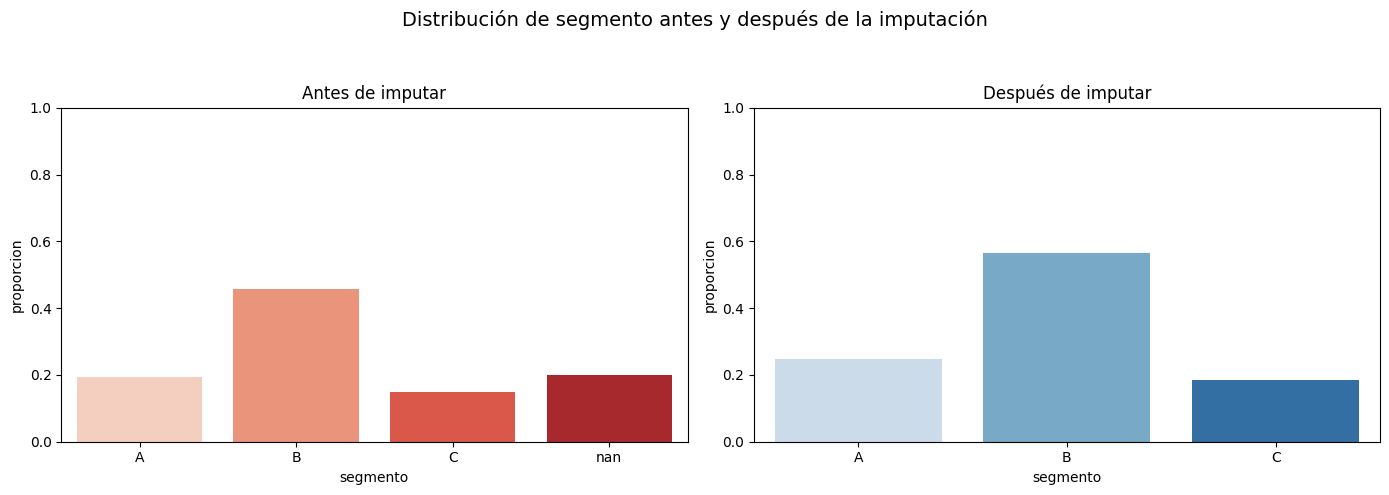 Distribución de segmento antes y después de la imputación
Antes de imputar
1.0
0.8
0.6
0.4
0.2
0.0
proporcion
A B C nan
segmento
Después de imputar
1.0
0.8
0.6
0.4
0.2
0.0
proporcion
A B C
segmento